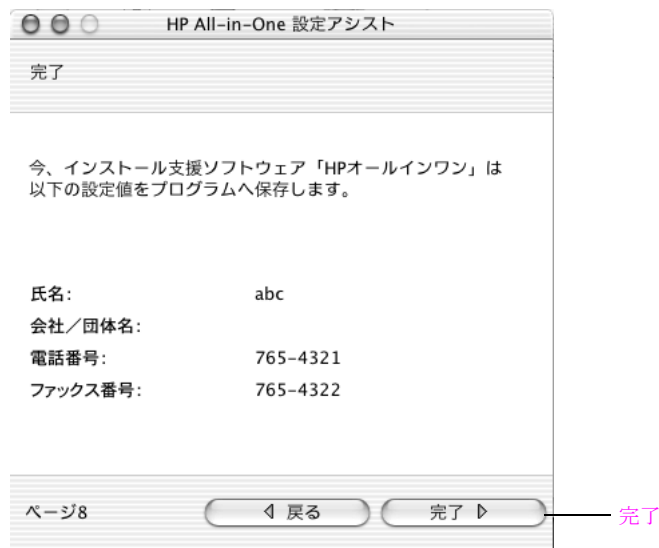 HP All-in-One 設定アシスト
完了
今、インストール支援ソフトウェア「HPオールインワン」は
以下の設定値をプログラムへ保存します。
氏名: abc
会社／団体名:
電話番号: 765-4321
ファックス番号: 765-4322
ページ8 戻る 完了 完了